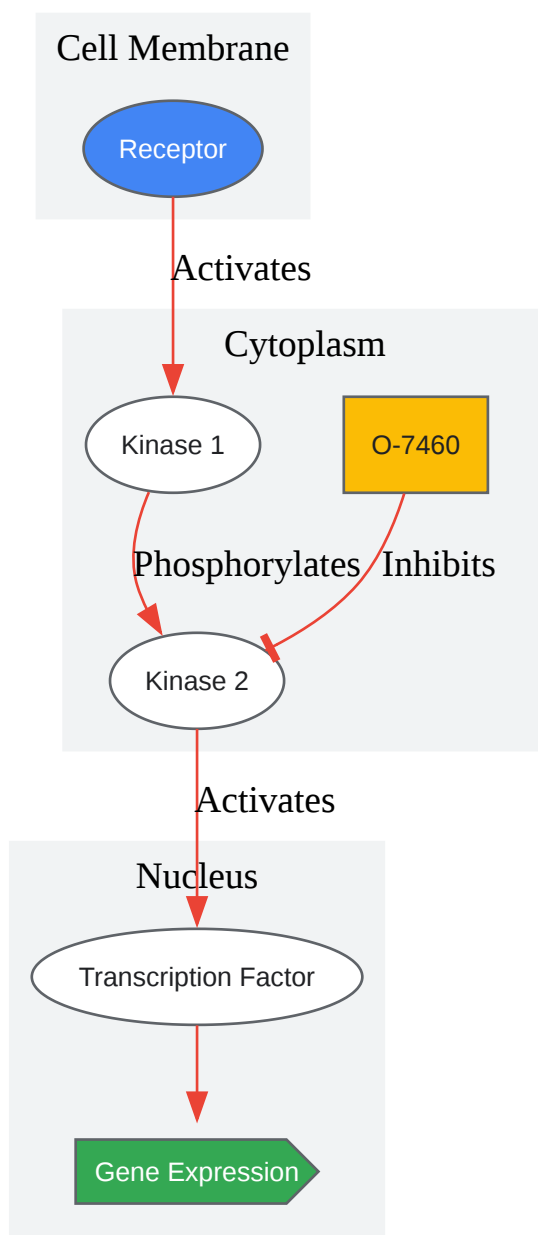 Cell Membrane
Receptor
Activates
Cytoplasm
Kinase 1
O-7460
Phosphorylates
Inhibits
Kinase 2
Activates
Nucleus
Transcription Factor
Gene Expression